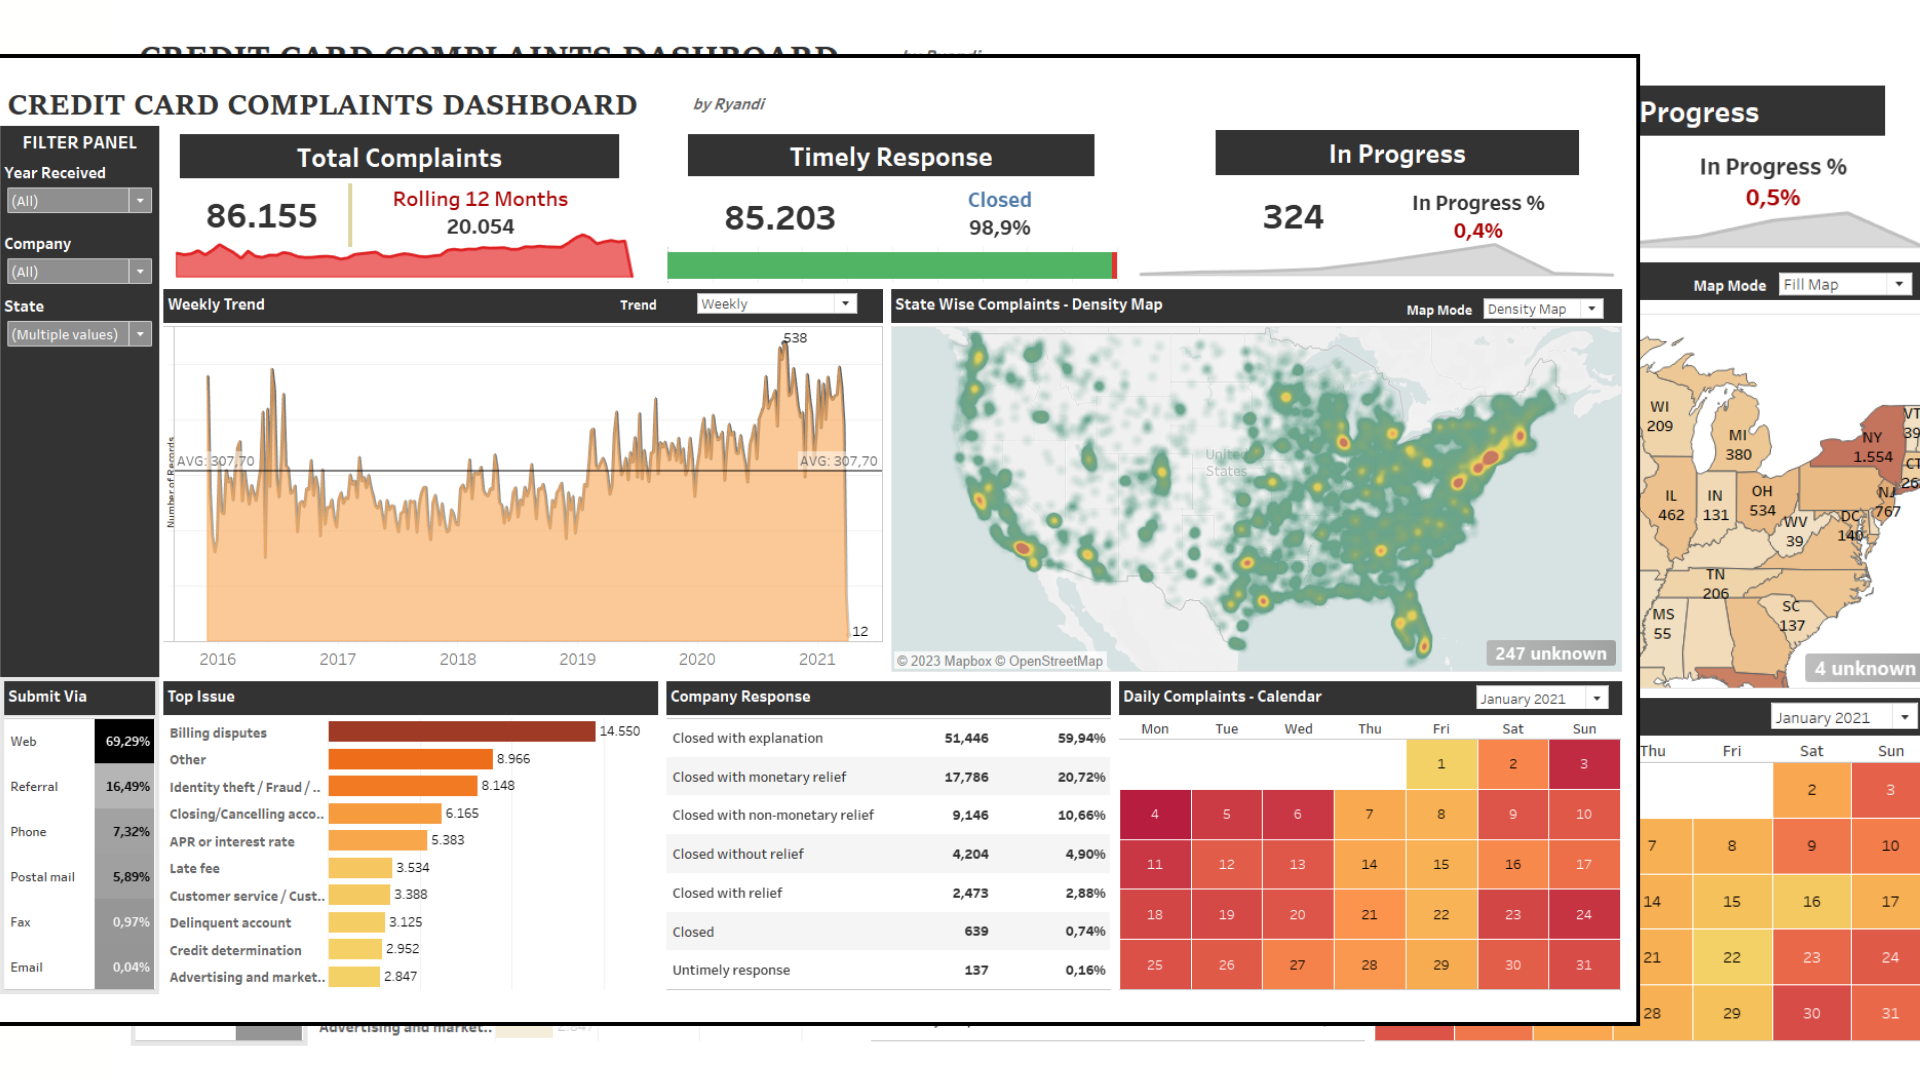 CREDIT CARD COMPLAINTS DASHBOARD
by Ryandi
CREDIT CARD COMPLAINTS DASHBOARD
by Ryandi
FILTER PANEL
Year Received
(All)
Company
(All)
State
(Multiple values)
Total Complaints
86.155
Rolling 12 Months
20.054
Timely Response
85.203
Closed
98,9%
In Progress
324
In Progress %
0,4%
Weekly Trend
Trend
Weekly
538
Number of Records
AVG: 307,70
AVG: 307,70
12
2016
2017
2018
2019
2020
2021
State Wise Complaints - Density Map
Map Mode
Density Map
United
States
© 2023 Mapbox © OpenStreetMap
247 unknown
Submit Via
Web 69,29%
Referral 16,49%
Phone 7,32%
Postal mail 5,89%
Fax 0,97%
Email 0,04%
Top Issue
Billing disputes 14.550
Other 8.966
Identity theft / Fraud / .. 8.148
Closing/Cancelling acco.. 6.165
APR or interest rate 5.383
Late fee 3.534
Customer service / Cust.. 3.388
Delinquent account 3.125
Credit determination 2.952
Advertising and market.. 2.847
Company Response
Closed with explanation 51,446 59,94%
Closed with monetary relief 17,786 20,72%
Closed with non-monetary relief 9,146 10,66%
Closed without relief 4,204 4,90%
Closed with relief 2,473 2,88%
Closed 639 0,74%
Untimely response 137 0,16%
Daily Complaints - Calendar
January 2021
Mon Tue Wed Thu Fri Sat Sun
1 2 3
4 5 6 7 8 9 10
11 12 13 14 15 16 17
18 19 20 21 22 23 24
25 26 27 28 29 30 31
Progress
In Progress %
0,5%
Map Mode
Fill Map
WI
209
MI
380
NY
1.554
VT
39
CT
26
IL
462
IN
131
OH
534
NJ
767
WV
39
DC
140
TN
206
MS
55
SC
137
4 unknown
January 2021
Thu Fri Sat Sun
2 3
7 8 9 10
14 15 16 17
21 22 23 24
28 29 30 31
Advertising and market.. 2.847